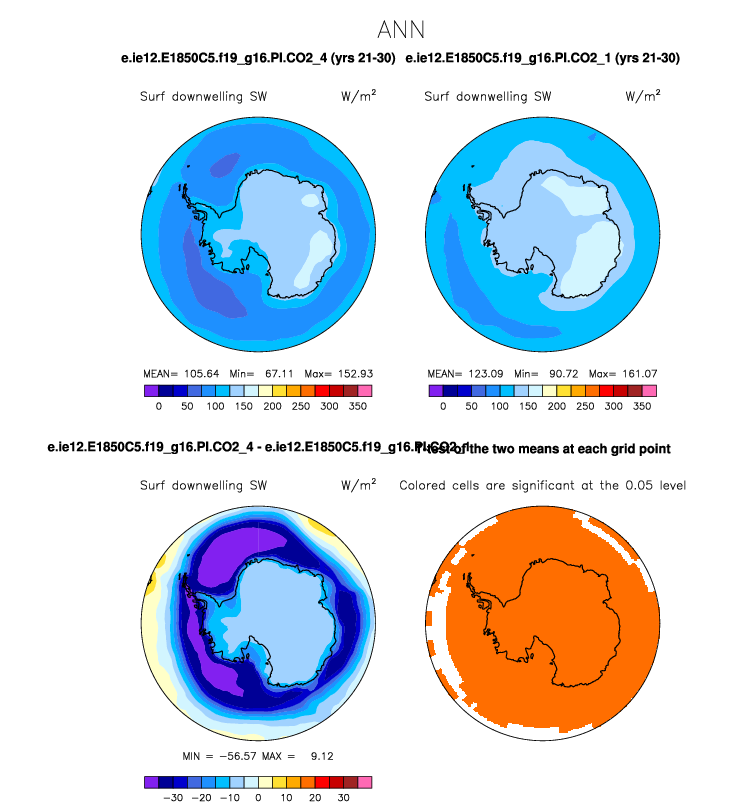 ANN
e.ie12.E1850C5.f19_g16.PI.CO2_4 (yrs 21-30) e.ie12.E1850C5.f19_g16.PI.CO2_1 (yrs 21-30)
Surf downwelling SW W/m² Surf downwelling SW W/m²
MEAN= 105.64 Min= 67.11 Max= 152.93 MEAN= 123.09 Min= 90.72 Max= 161.07
0 50 100 150 200 250 300 350 0 50 100 150 200 250 300 350
e.ie12.E1850C5.f19_g16.PI.CO2_4 - e.ie12.E1850C5.f19_g16.PI.CO2_1 T-test of the two means at each grid point
Surf downwelling SW W/m² Colored cells are significant at the 0.05 level
MIN = -56.57 MAX = 9.12
-30 -20 -10 0 10 20 30